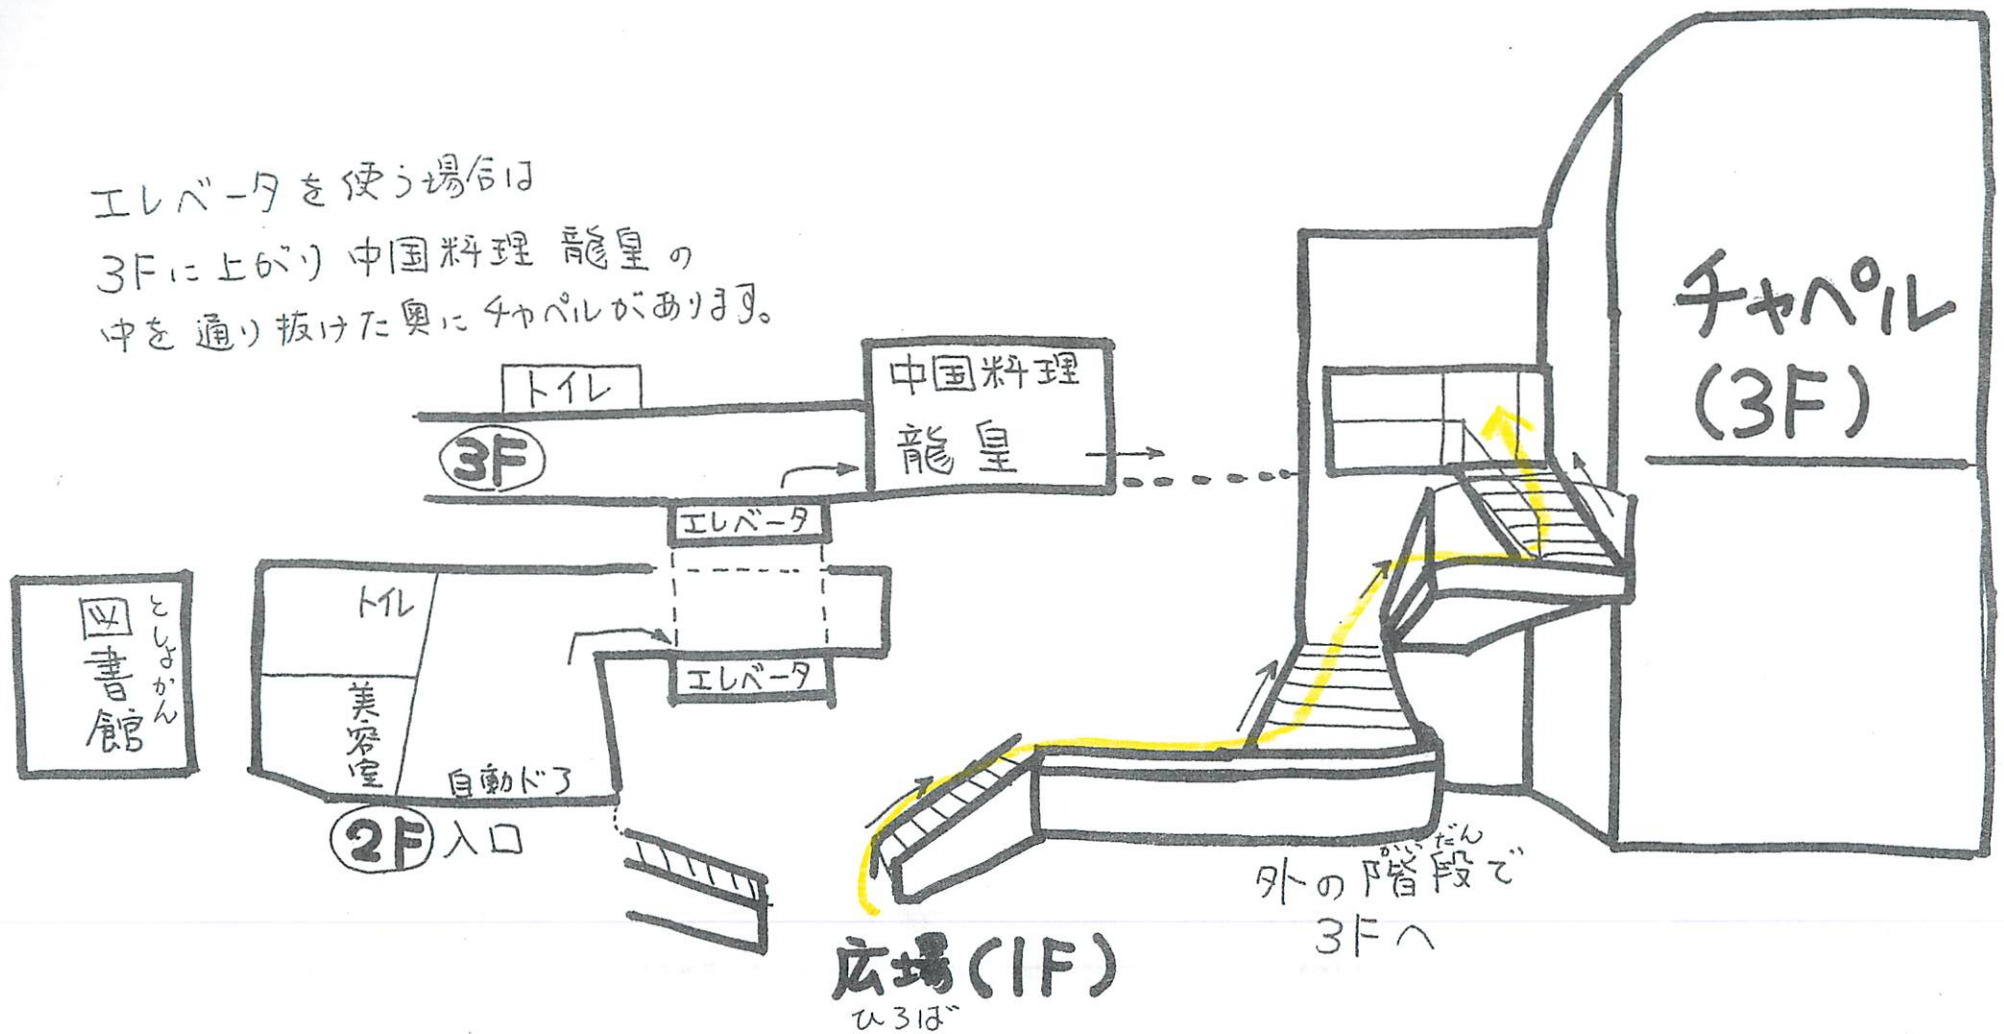 エレベータを使う場合は
3Fに上がり 中国料理 龍皇の
中を通り抜けた奥にチャペルがあります。
トイレ
3F
中国料理
龍皇
エレベータ
チャペル
(3F)
図書館
としょかん
トイレ
美容室
自動ドア
エレベータ
2F 入口
外の階段で
かいだん
3Fへ
広場(1F)
ひろば